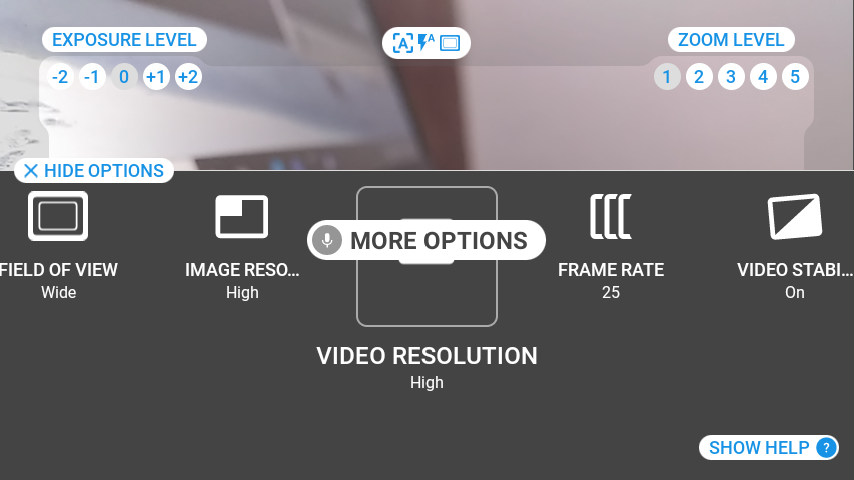 EXPOSURE LEVEL
-2 -1 0 +1 +2
A A
ZOOM LEVEL
1 2 3 4 5
HIDE OPTIONS
MORE OPTIONS
FIELD OF VIEW
Wide
IMAGE RESO...
High
VIDEO RESOLUTION
High
FRAME RATE
25
VIDEO STABI...
On
SHOW HELP ?